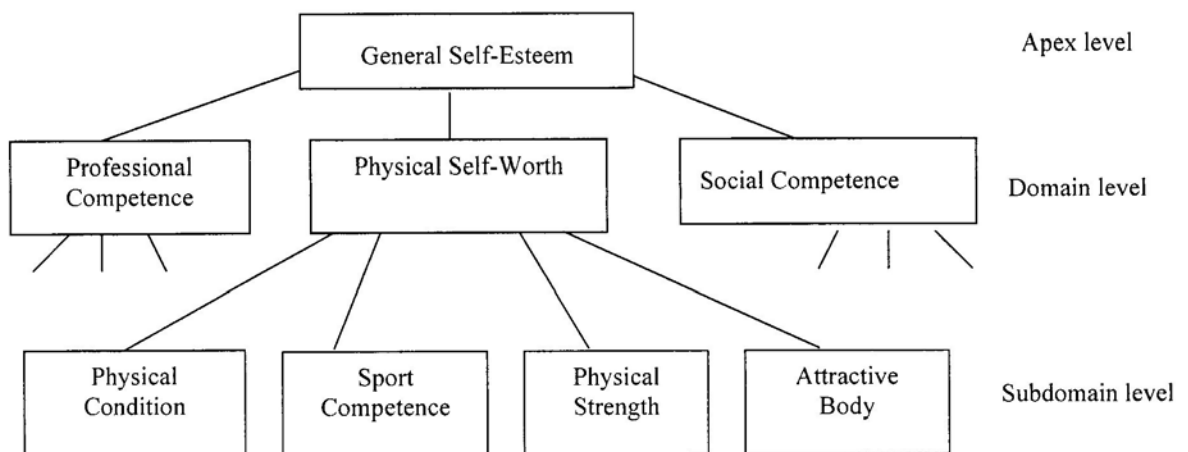 General Self-Esteem
Apex level
Professional
Competence
Physical Self-Worth
Social Competence
Domain level
Physical
Condition
Sport
Competence
Physical
Strength
Attractive
Body
Subdomain level